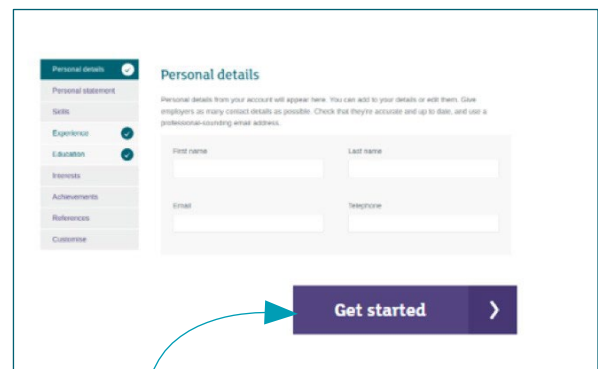 Personal details
Personal statement
Skills
Experience
Education
Interests
Achievements
References
Customise
Personal details
Personal details from your account will appear here. You can add to your details or edit them. Give
employers as many contact details as possible. Check that they're accurate and up to date, and use a
professional-sounding email address.
First name
Last name
Email
Telephone
Get started